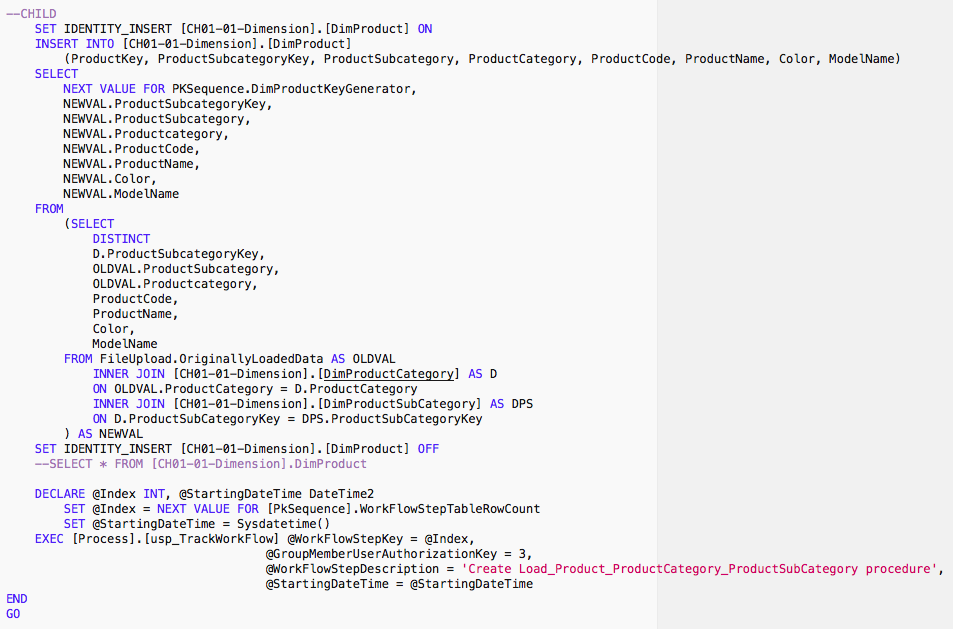 --CHILD
SET IDENTITY_INSERT [CH01-01-Dimension].[DimProduct] ON
INSERT INTO [CH01-01-Dimension].[DimProduct]
(ProductKey, ProductSubcategoryKey, ProductSubcategory, ProductCategory, ProductCode, ProductName, Color, ModelName)
SELECT
NEXT VALUE FOR PKSequence.DimProductKeyGenerator,
NEWVAL.ProductSubcategoryKey,
NEWVAL.ProductSubcategory,
NEWVAL.Productcategory,
NEWVAL.ProductCode,
NEWVAL.ProductName,
NEWVAL.Color,
NEWVAL.ModelName
FROM
(SELECT
DISTINCT
D.ProductSubcategoryKey,
OLDVAL.ProductSubcategory,
OLDVAL.Productcategory,
ProductCode,
ProductName,
Color,
ModelName
FROM FileUpload.OriginallyLoadedData AS OLDVAL
INNER JOIN [CH01-01-Dimension].[DimProductCategory] AS D
ON OLDVAL.ProductCategory = D.ProductCategory
INNER JOIN [CH01-01-Dimension].[DimProductSubCategory] AS DPS
ON D.ProductSubCategoryKey = DPS.ProductSubCategoryKey
) AS NEWVAL
SET IDENTITY_INSERT [CH01-01-Dimension].[DimProduct] OFF
--SELECT * FROM [CH01-01-Dimension].DimProduct
DECLARE @Index INT, @StartingDateTime DateTime2
SET @Index = NEXT VALUE FOR [PkSequence].WorkFlowStepTableRowCount
SET @StartingDateTime = Sysdatetime()
EXEC [Process].[usp_TrackWorkFlow] @WorkFlowStepKey = @Index,
@GroupMemberUserAuthorizationKey = 3,
@WorkFlowStepDescription = 'Create Load_Product_ProductCategory_ProductSubCategory procedure',
@StartingDateTime = @StartingDateTime
END
GO